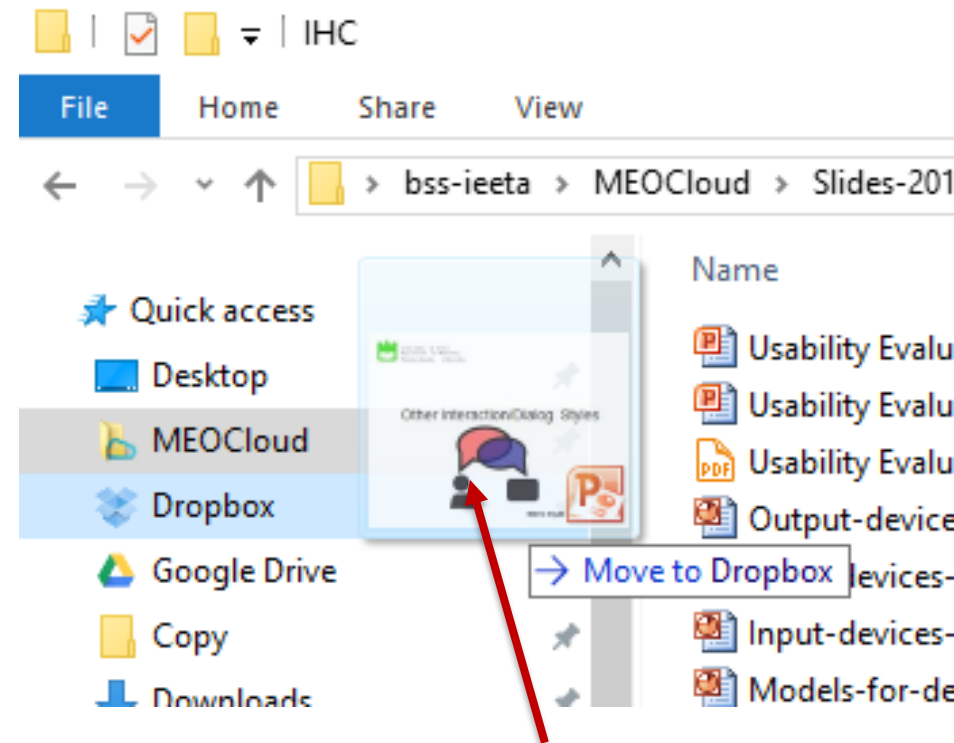 IHC
File Home Share View
bss-ieeta > MEOCloud > Slides-201
Name
Quick access
Desktop
MEOCloud
Dropbox
Google Drive
Copy
Downloads
Other Interaction/Dialog Styles
Move to Dropbox
Usability Evalu
Usability Evalu
PDF Usability Evalu
Output-device
devices-
Input-devices-
Models-for-de